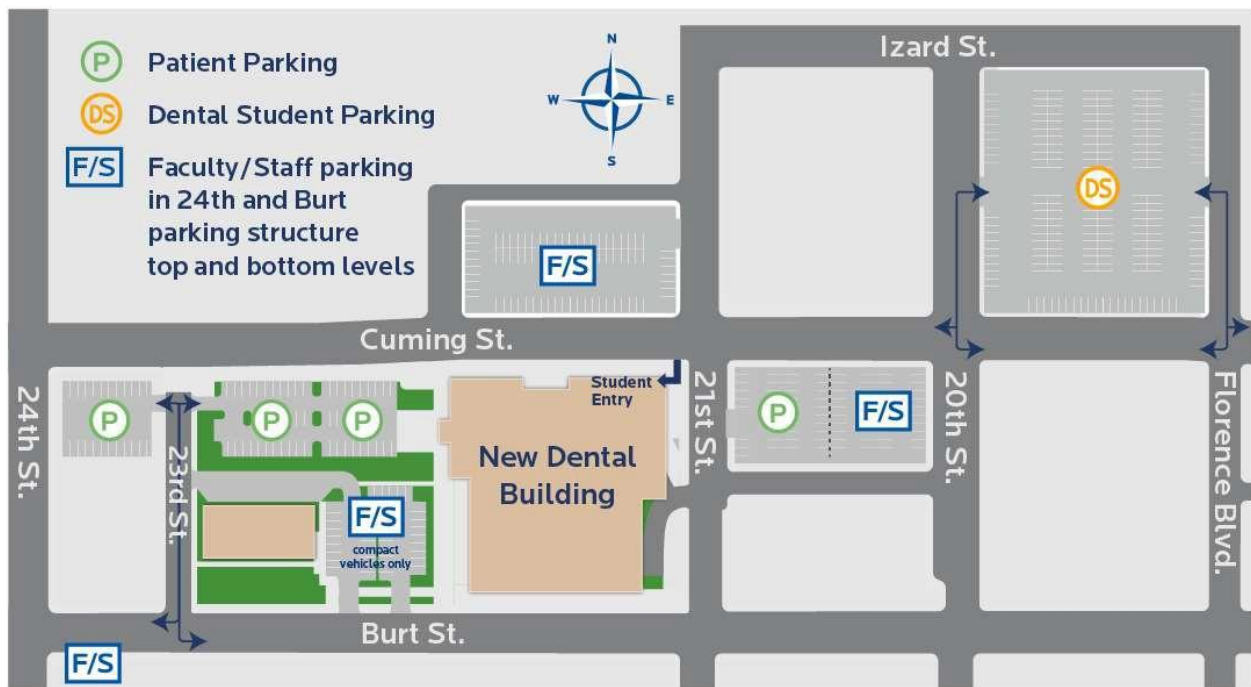 P Patient Parking
DS Dental Student Parking
F/S Faculty/Staff parking
in 24th and Burt
parking structure
top and bottom levels
N
W E
S
Izard St.
DS
F/S
Cuming St.
Student
Entry
24th St.
P
23rd St.
P
P
New Dental
Building
21st St.
P
F/S
20th St.
Florence Blvd.
F/S
compact
vehicles only
Burt St.
F/S